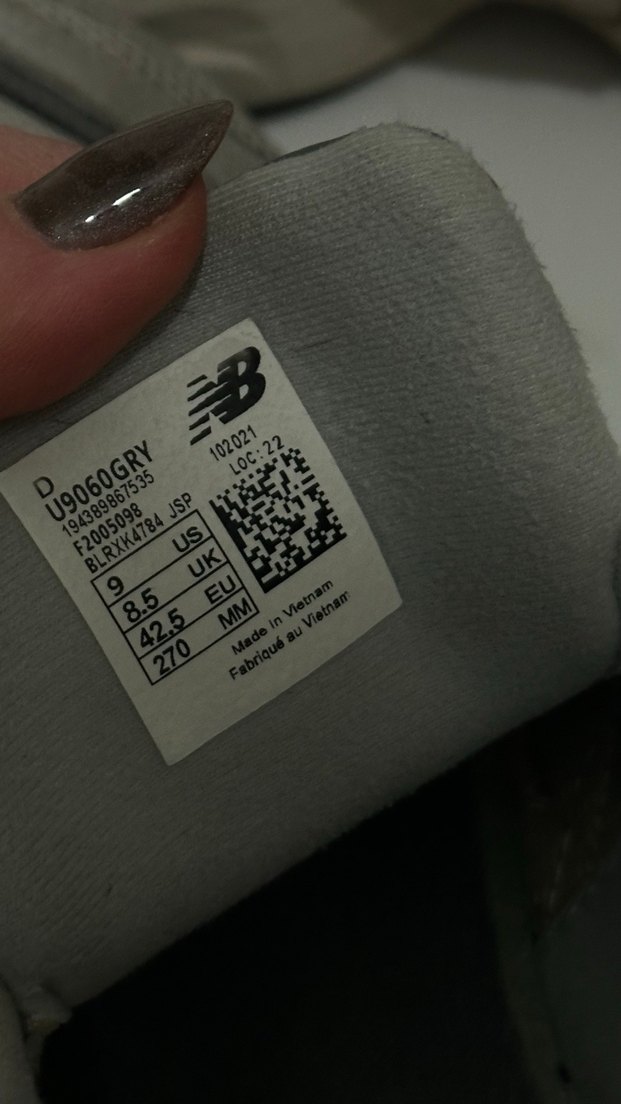 D
U9060GRY
194389867535
F2005098
BLRXK4784 JSP
NB
102021
LOC:22
9 US
8.5 UK
42.5 EU
270 MM
Made in Vietnam
Fabriqué au Vietnam